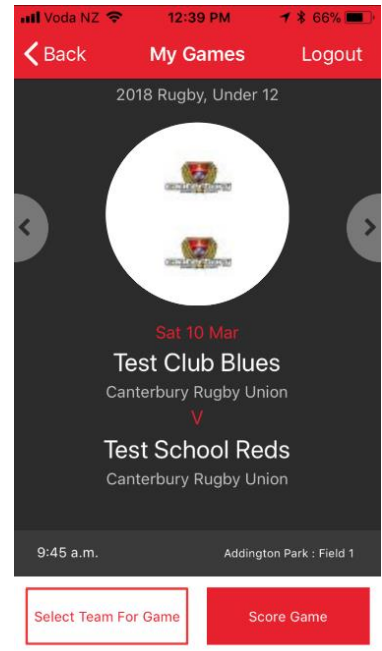 Voda NZ 12:39 PM 66%
Back My Games Logout
2018 Rugby, Under 12
Sat 10 Mar
Test Club Blues
Canterbury Rugby Union
V
Test School Reds
Canterbury Rugby Union
9:45 a.m. Addington Park : Field 1
Select Team For Game Score Game